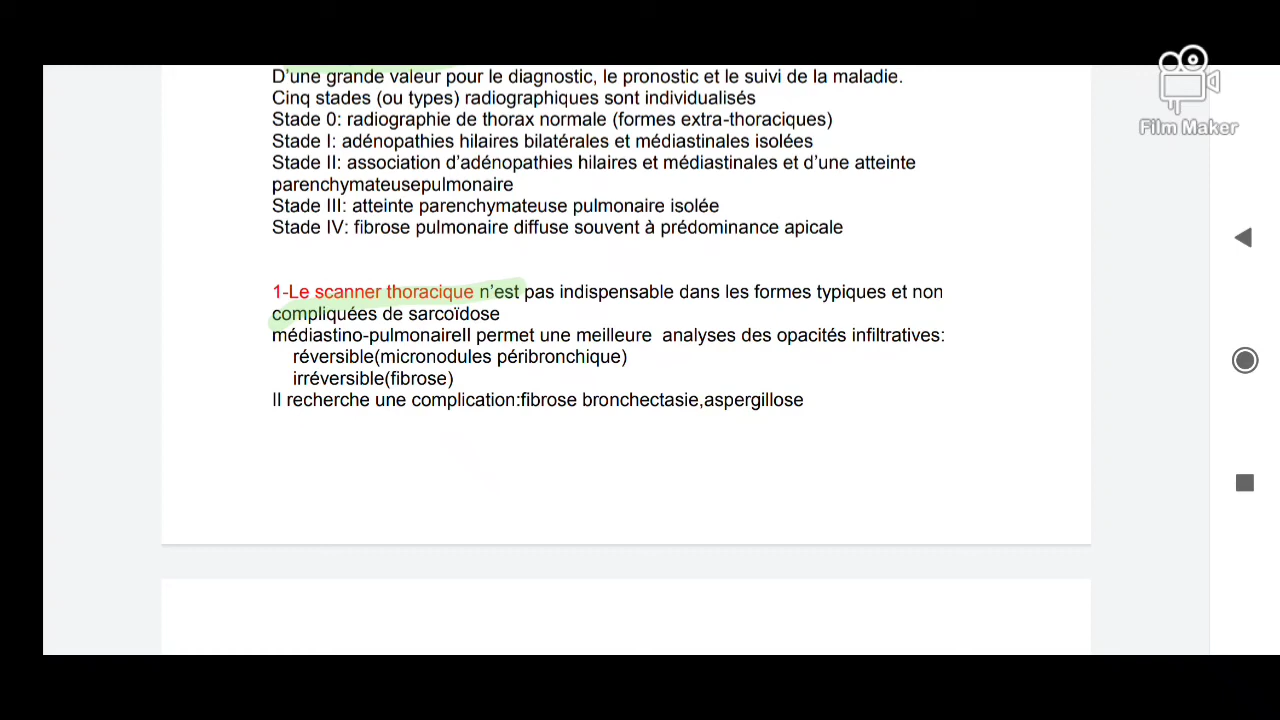 D'une grande valeur pour le diagnostic, le pronostic et le suivi de la maladie.
Cinq stades (ou types) radiographiques sont individualisés
Stade 0: radiographie de thorax normale (formes extra-thoraciques)
Stade I: adénopathies hilaires bilatérales et médiastinales isolées
Stade II: association d'adénopathies hilaires et médiastinales et d'une atteinte
parenchymateusepulmonaire
Stade III: atteinte parenchymateuse pulmonaire isolée
Stade IV: fibrose pulmonaire diffuse souvent à prédominance apicale
1-Le scanner thoracique n'est pas indispensable dans les formes typiques et non
compliquées de sarcoïdose
médiastino-pulmonaireIl permet une meilleure  analyses des opacités infiltratives:
réversible(micronodules péribronchique)
irréversible(fibrose)
Il recherche une complication:fibrose bronchectasie,aspergillose
Film Maker